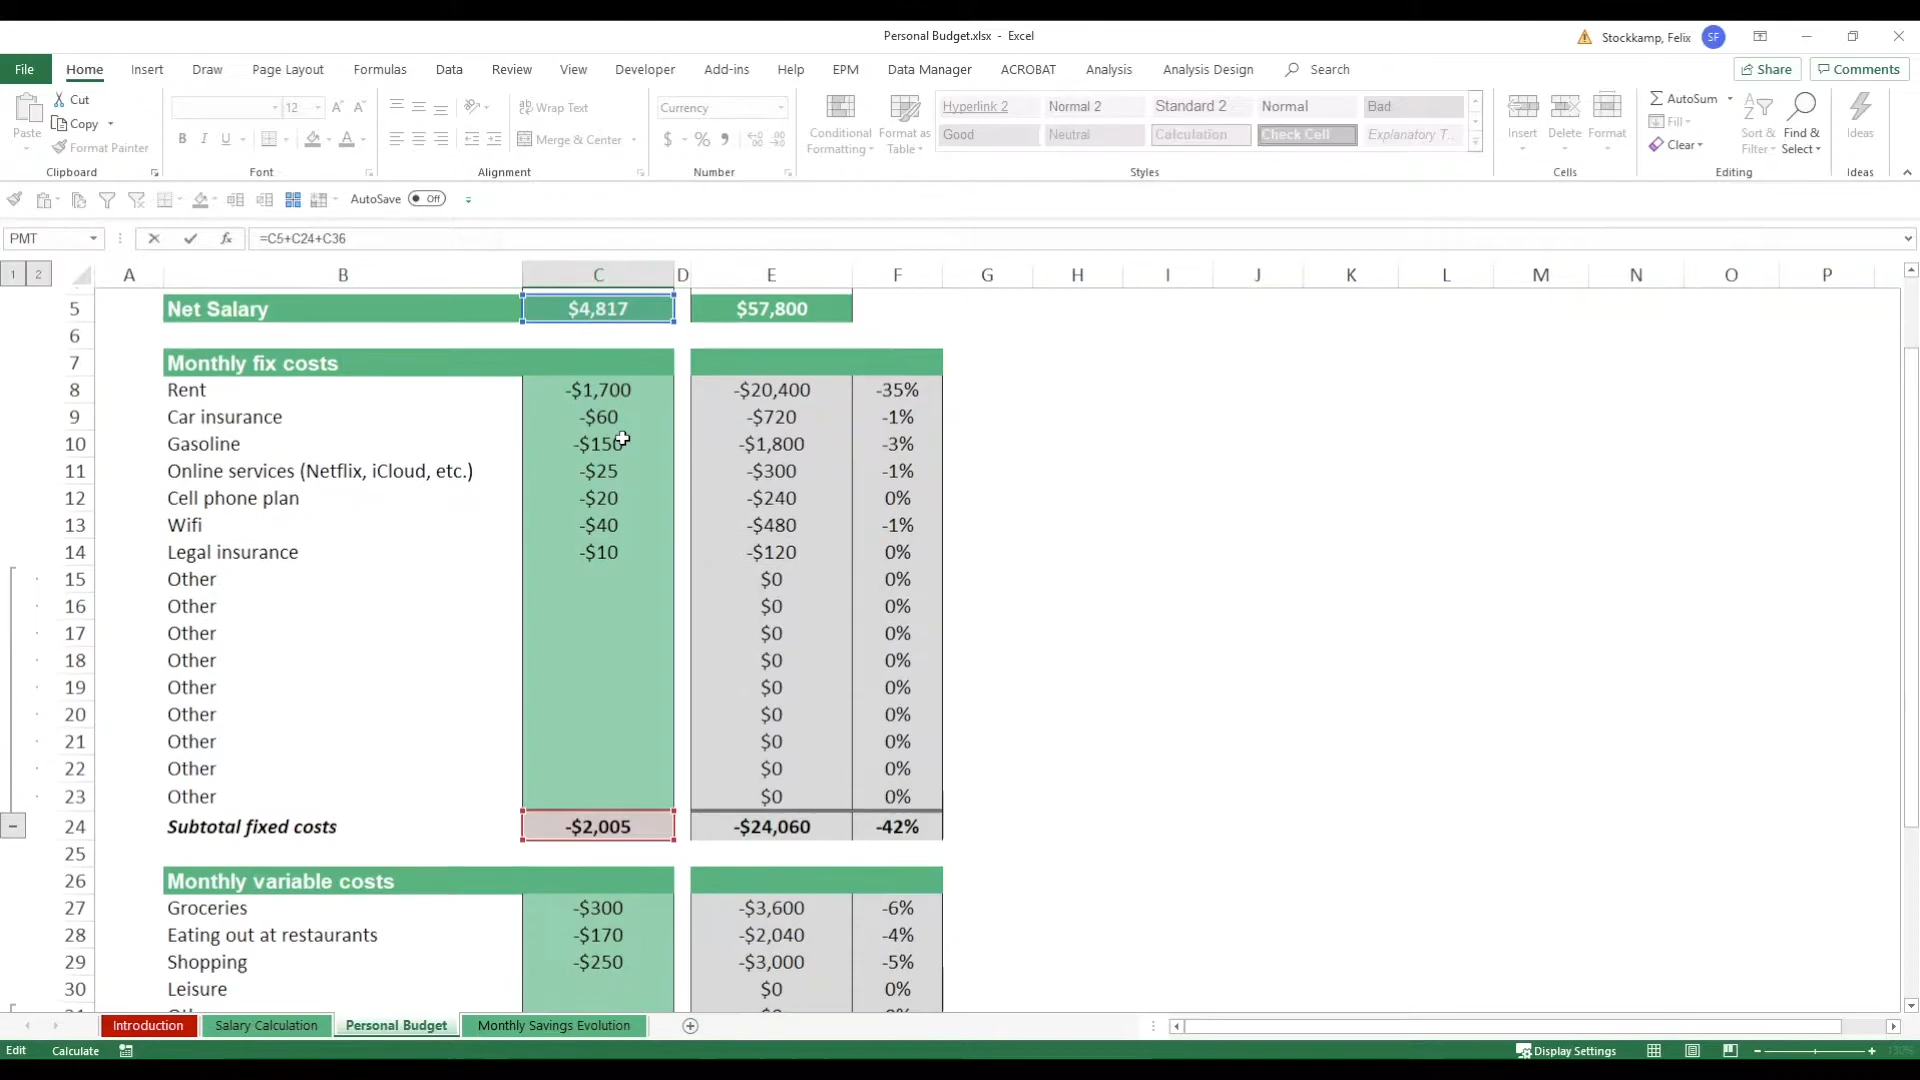 Personal Budget.xlsx - Excel
Stockkamp, Felix SF
File Home Insert Draw Page Layout Formulas Data Review View Developer Add-ins Help EPM Data Manager ACROBAT Analysis Analysis Design Search Share Comments
Paste
Cut
Copy
Format Painter
12
B I U
Wrap Text
Merge & Center
Currency
$ %
Conditional Formatting
Format as Table
Hyperlink 2 Normal 2 Standard 2 Normal Bad
Good Neutral Calculation Check Cell Explanatory T...
Insert Delete Format
AutoSum
Fill
Clear
Sort & Filter
Find & Select
Ideas
Clipboard Font Alignment Number Styles Cells Editing Ideas
AutoSave Off
PMT fx =C5+C24+C36
1 2 A B C D E F G H I J K L M N O P
5 Net Salary $4,817 $57,800
6
7 Monthly fix costs
8 Rent -$1,700 -$20,400 -35%
9 Car insurance -$60 -$720 -1%
10 Gasoline -$150 -$1,800 -3%
11 Online services (Netflix, iCloud, etc.) -$25 -$300 -1%
12 Cell phone plan -$20 -$240 0%
13 Wifi -$40 -$480 -1%
14 Legal insurance -$10 -$120 0%
15 Other $0 0%
16 Other $0 0%
17 Other $0 0%
18 Other $0 0%
19 Other $0 0%
20 Other $0 0%
21 Other $0 0%
22 Other $0 0%
23 Other $0 0%
24 Subtotal fixed costs -$2,005 -$24,060 -42%
25
26 Monthly variable costs
27 Groceries -$300 -$3,600 -6%
28 Eating out at restaurants -$170 -$2,040 -4%
29 Shopping -$250 -$3,000 -5%
30 Leisure $0 0%
Introduction Salary Calculation Personal Budget Monthly Savings Evolution
Edit Calculate Display Settings